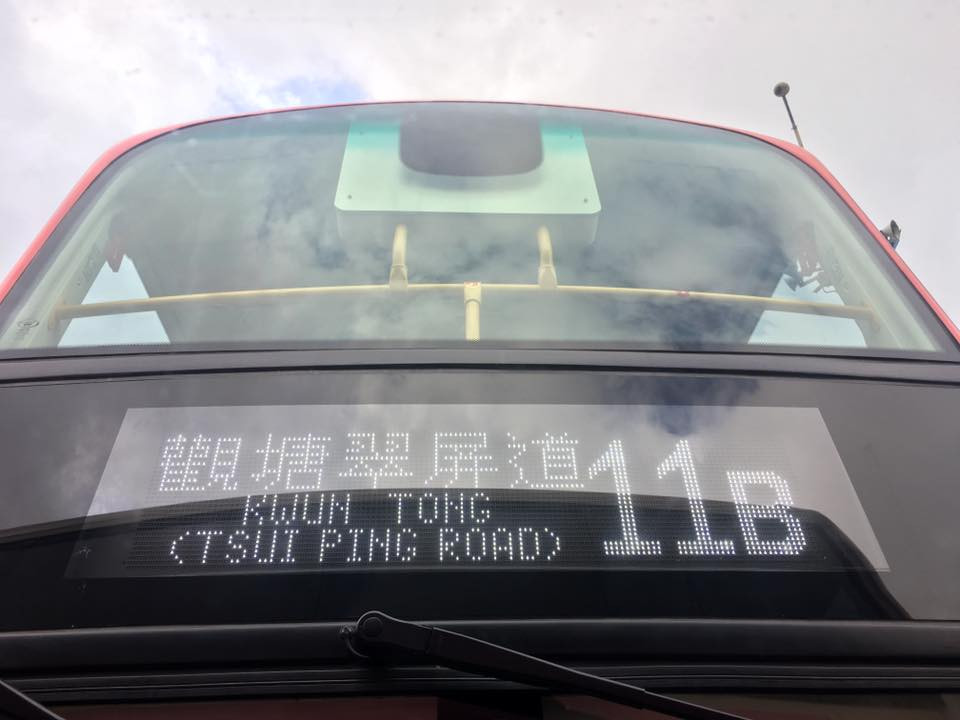 觀塘翠屏道
KWUN TONG
(TSUI PING ROAD)
11B